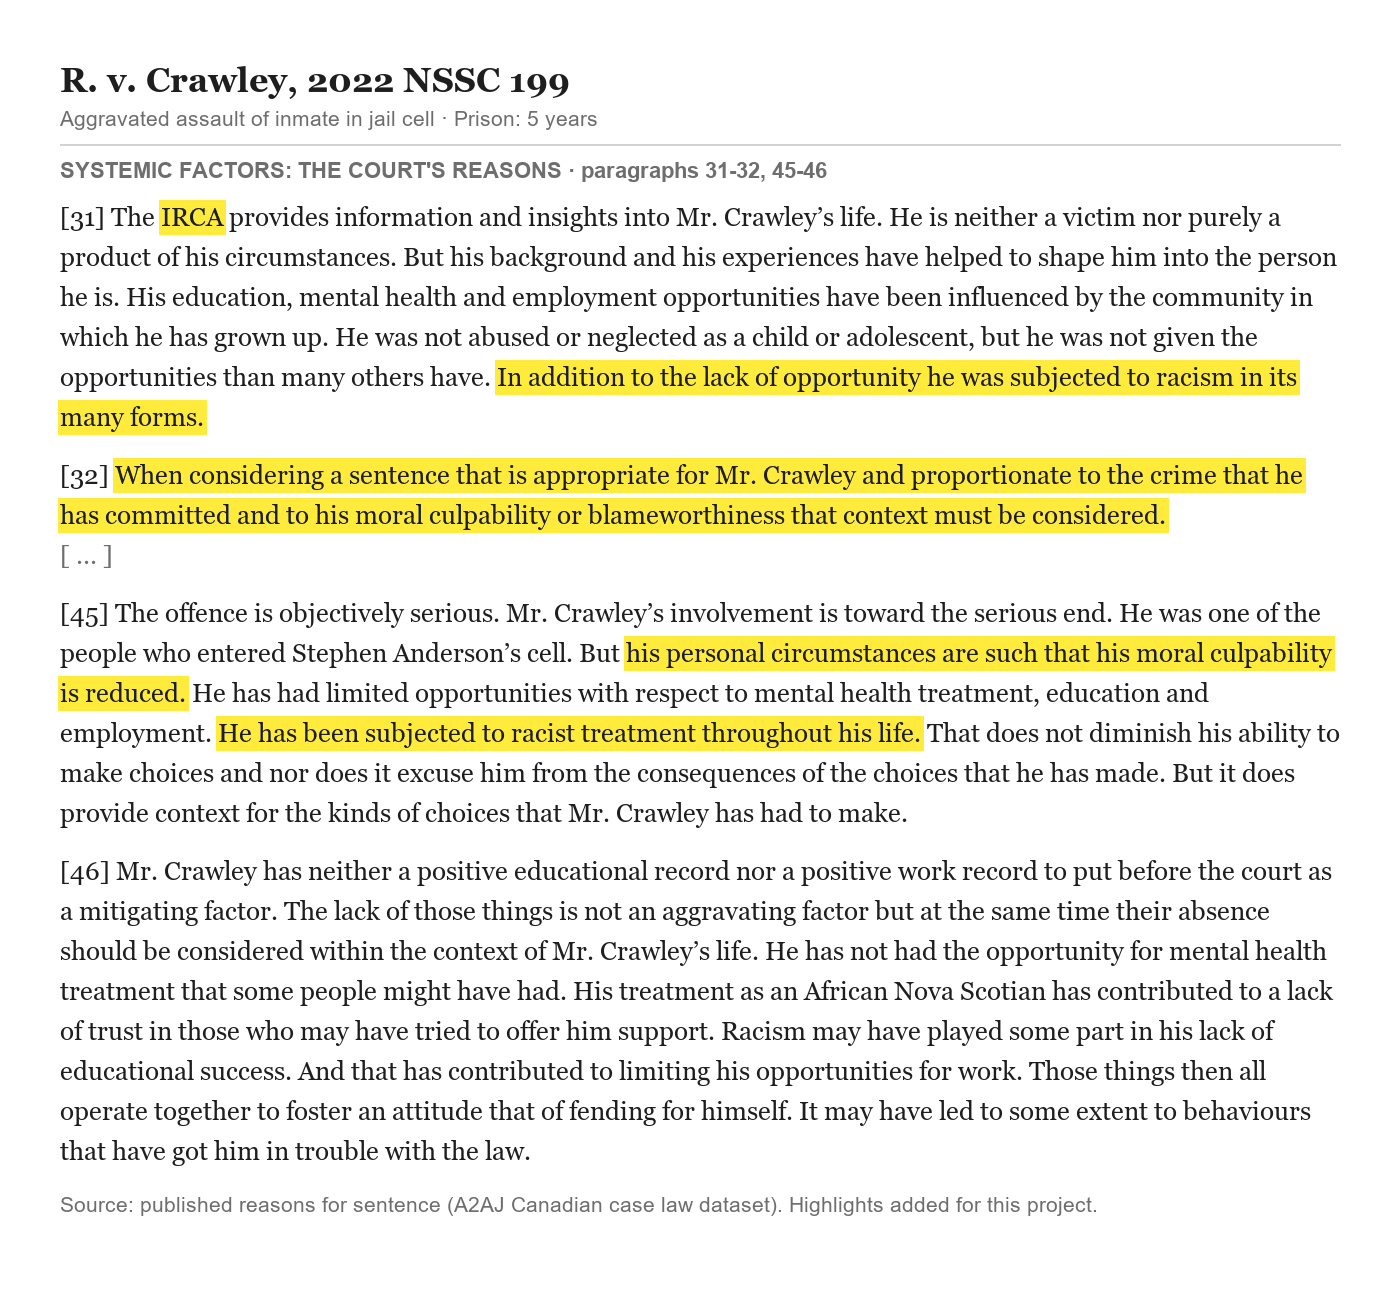 R. v. Crawley, 2022 NSSC 199
Aggravated assault of inmate in jail cell · Prison: 5 years
SYSTEMIC FACTORS: THE COURT'S REASONS · paragraphs 31-32, 45-46
[31] The IRCA provides information and insights into Mr. Crawley’s life. He is neither a victim nor purely a
product of his circumstances. But his background and his experiences have helped to shape him into the person
he is. His education, mental health and employment opportunities have been influenced by the community in
which he has grown up. He was not abused or neglected as a child or adolescent, but he was not given the
opportunities than many others have. In addition to the lack of opportunity he was subjected to racism in its
many forms.
[32] When considering a sentence that is appropriate for Mr. Crawley and proportionate to the crime that he
has committed and to his moral culpability or blameworthiness that context must be considered.
[ ... ]
[45] The offence is objectively serious. Mr. Crawley’s involvement is toward the serious end. He was one of the
people who entered Stephen Anderson’s cell. But his personal circumstances are such that his moral culpability
is reduced. He has had limited opportunities with respect to mental health treatment, education and
employment. He has been subjected to racist treatment throughout his life. That does not diminish his ability to
make choices and nor does it excuse him from the consequences of the choices that he has made. But it does
provide context for the kinds of choices that Mr. Crawley has had to make.
[46] Mr. Crawley has neither a positive educational record nor a positive work record to put before the court as
a mitigating factor. The lack of those things is not an aggravating factor but at the same time their absence
should be considered within the context of Mr. Crawley’s life. He has not had the opportunity for mental health
treatment that some people might have had. His treatment as an African Nova Scotian has contributed to a lack
of trust in those who may have tried to offer him support. Racism may have played some part in his lack of
educational success. And that has contributed to limiting his opportunities for work. Those things then all
operate together to foster an attitude that of fending for himself. It may have led to some extent to behaviours
that have got him in trouble with the law.
Source: published reasons for sentence (A2AJ Canadian case law dataset). Highlights added for this project.